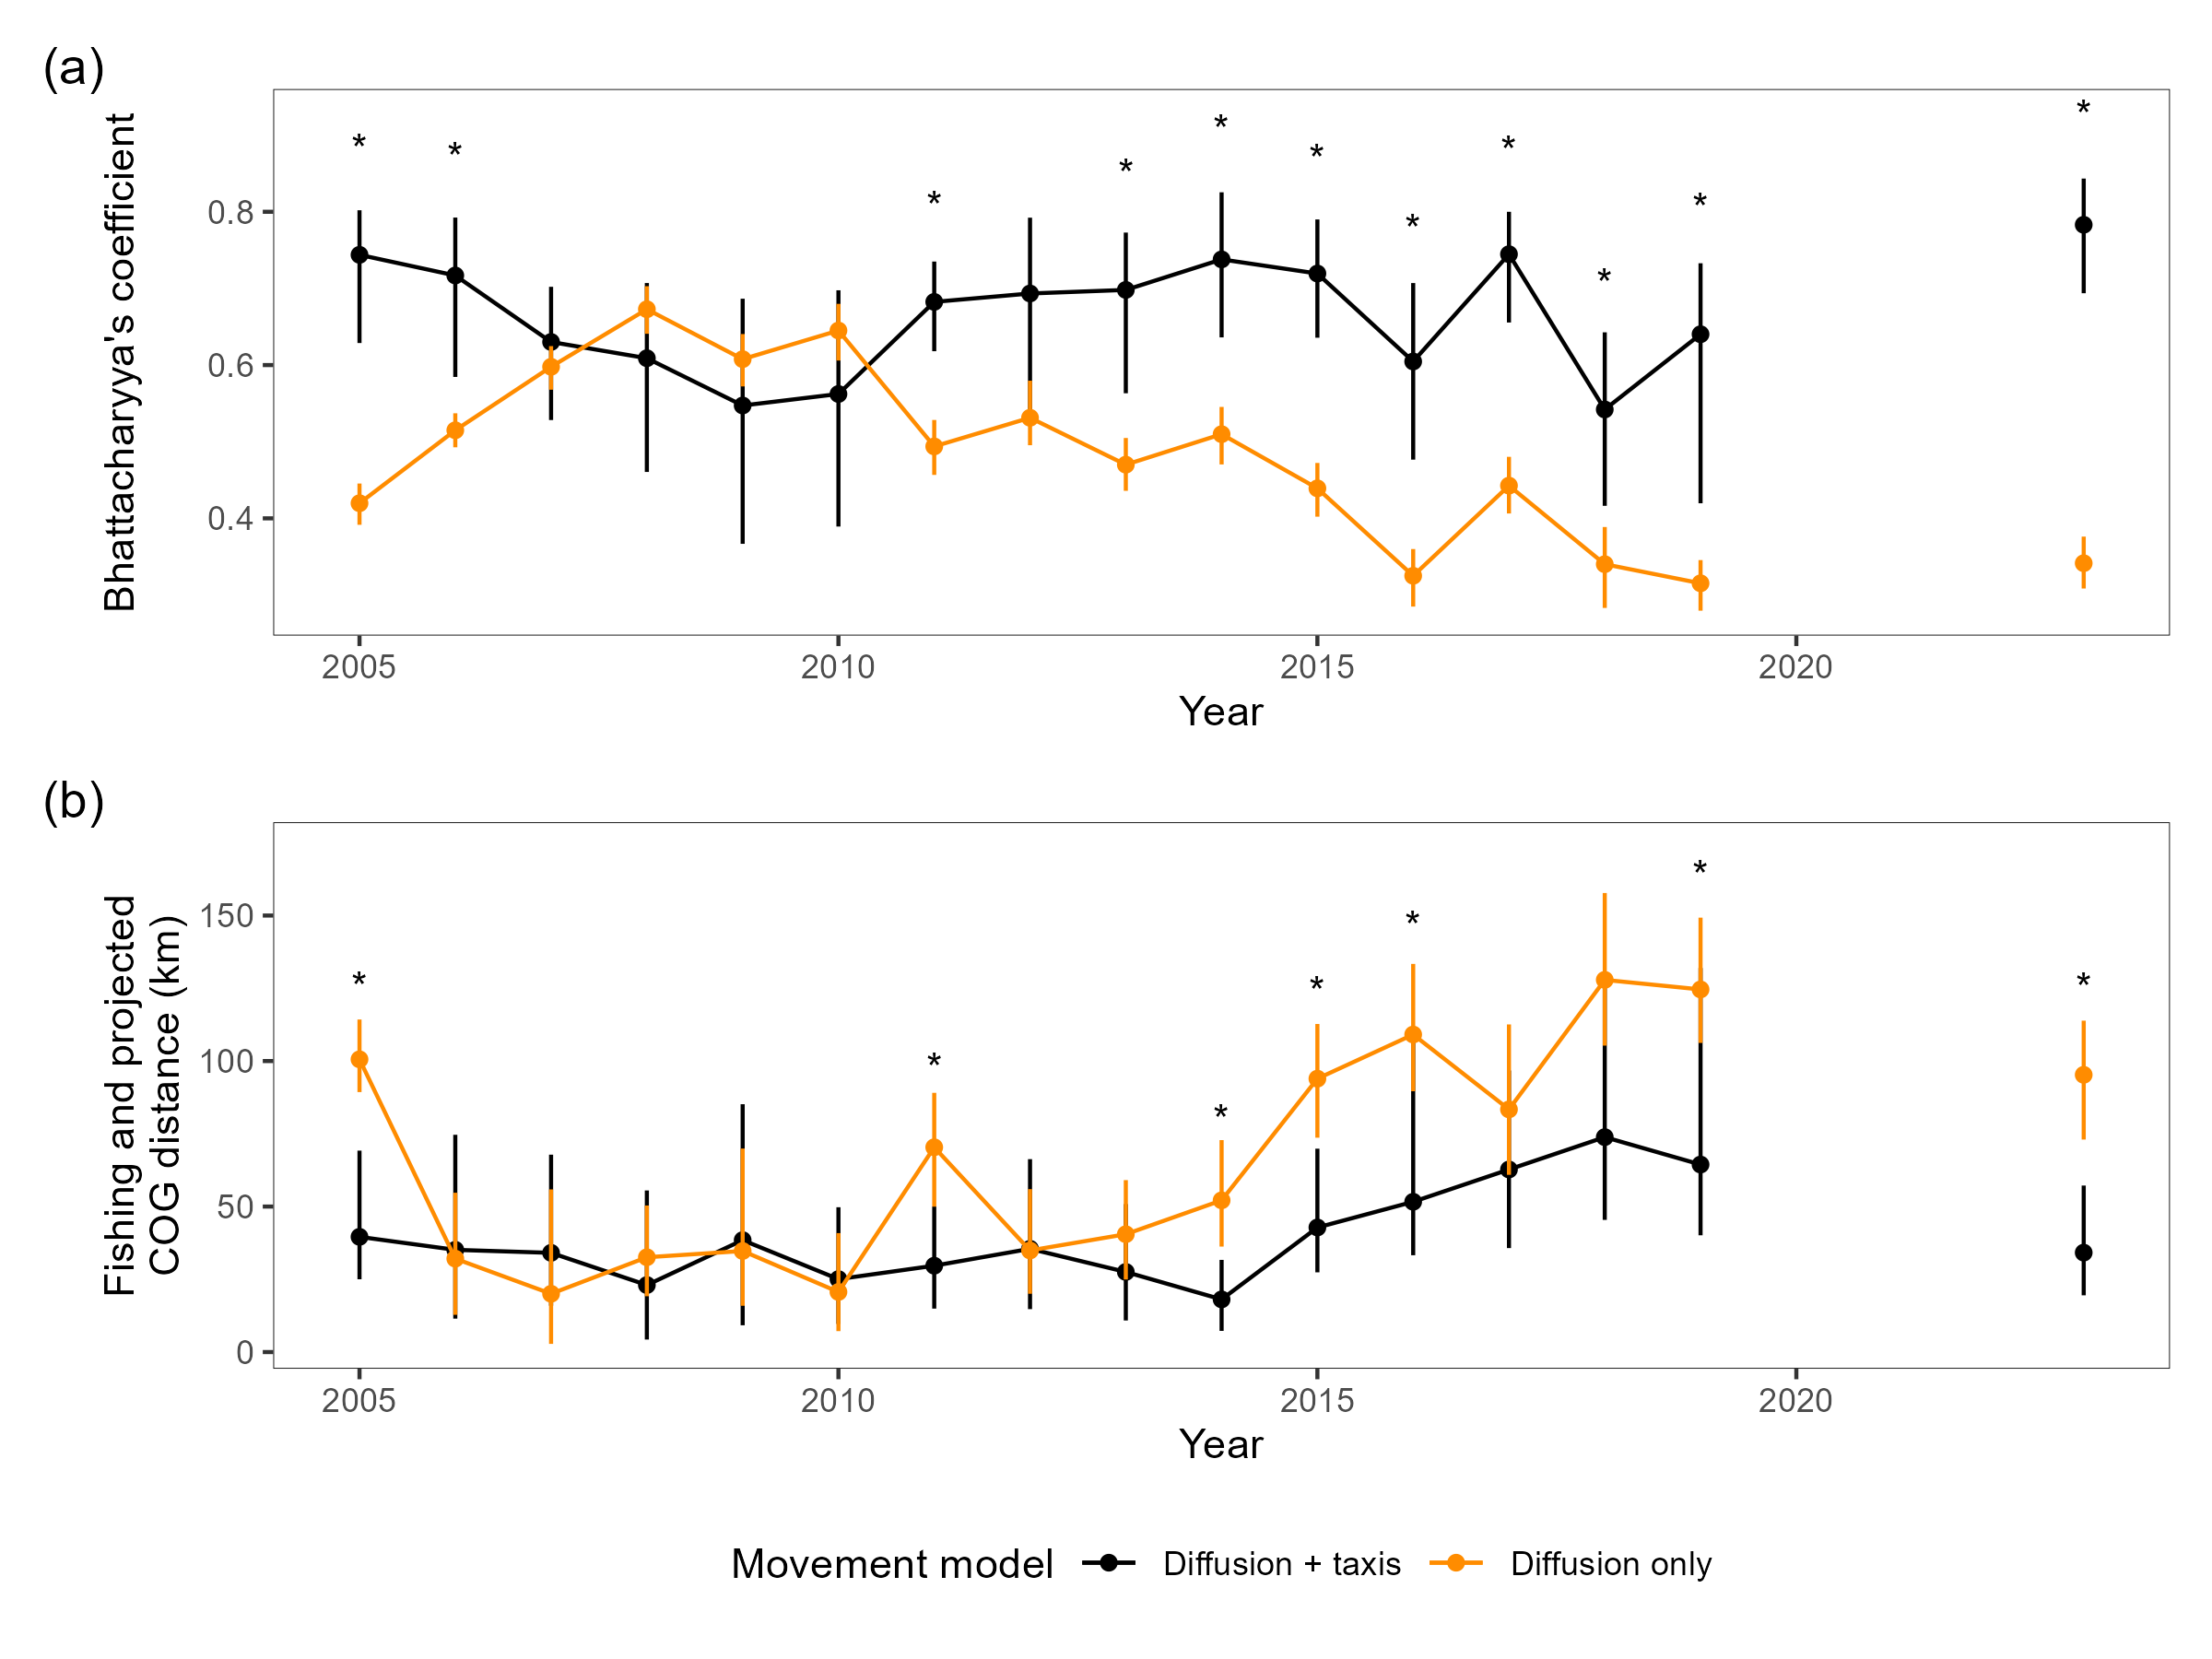 (a)
Bhattacharyya's coefficient
0.8
0.6
0.4
* * * * * * * * * * *
2005 2010 2015 2020
Year
(b)
Fishing and projected
COG distance (km)
150
100
50
0
* * * * * * *
2005 2010 2015 2020
Year
Movement model Diffusion + taxis Diffusion only